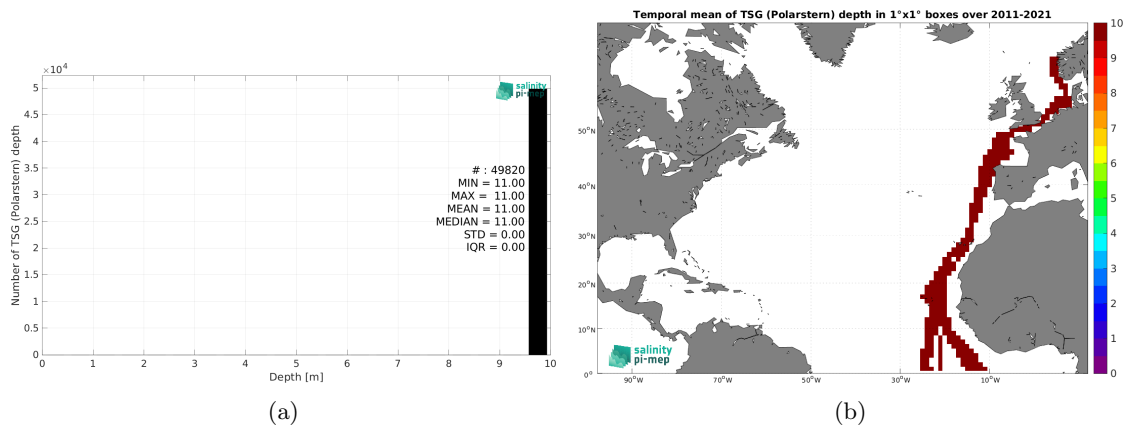 ×10⁴
5
4.5
4
3.5
3
2.5
2
1.5
1
0.5
0
Number of TSG (Polarstern) depth
salinity
pi-mep
# : 49820
MIN = 11.00
MAX = 11.00
MEAN = 11.00
MEDIAN = 11.00
STD = 0.00
IQR = 0.00
0 1 2 3 4 5 6 7 8 9 10
Depth [m]
(a)
Temporal mean of TSG (Polarstern) depth in 1°x1° boxes over 2011-2021
50°N
40°N
30°N
20°N
10°N
0°
90°W 70°W 50°W 30°W 10°W
salinity
pi-mep
10
9
8
7
6
5
4
3
2
1
0
(b)